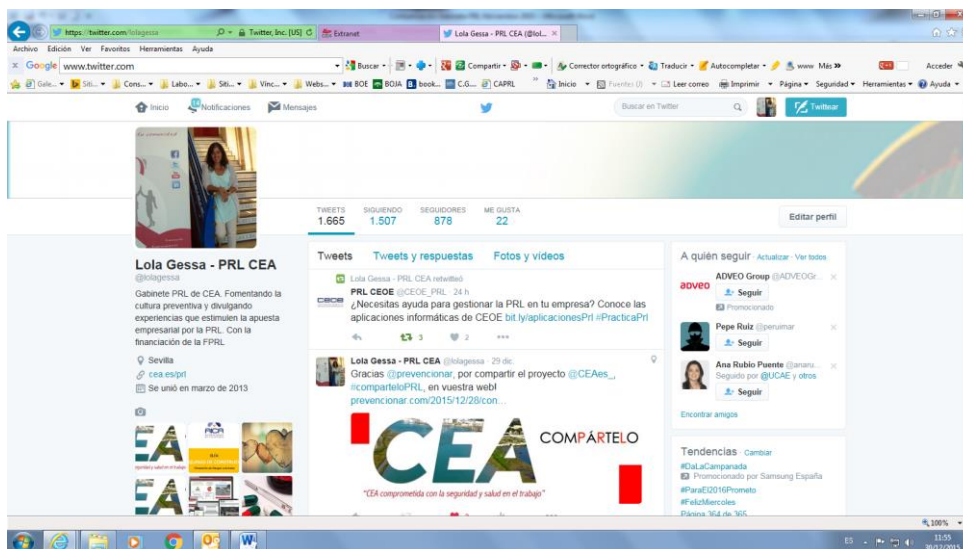 https://twitter.com/lolagessa
Twitter, Inc. [US]
Extranet
Lola Gessa - PRL CEA (@lol...
Archivo Edición Ver Favoritos Herramientas Ayuda
Google www.twitter.com
Buscar
Compartir
Corrector ortográfico
Traducir
Autocompletar
www
Más »
Acceder
Gale...
Siti...
Cons...
Labo...
Siti...
Vinc...
Webs...
BOE
BOJA
book...
C.G...
CAPRL
Inicio
Leer correo
Imprimir
Página
Seguridad
Herramientas
Ayuda
Inicio
Notificaciones
Mensajes
Buscar en Twitter
Twittear
TWEETS SIGUIENDO SEGUIDORES ME GUSTA
1.665 1.507 878 22
Editar perfil
Lola Gessa - PRL CEA
@lolagessa
Gabinete PRL de CEA. Fomentando la
cultura preventiva y divulgando
experiencias que estimulen la apuesta
empresarial por la PRL. Con la
financiación de la FPRL
Sevilla
cea.es/prl
Se unió en marzo de 2013
Tweets Tweets y respuestas Fotos y vídeos
Lola Gessa - PRL CEA retwitteó
PRL CEOE @CEOE_PRL · 24 h
¿Necesitas ayuda para gestionar la PRL en tu empresa? Conoce las
aplicaciones informáticas de CEOE bit.ly/aplicacionesPrl #PracticaPrl
3 2
Lola Gessa - PRL CEA @lolagessa · 29 dic.
Gracias @prevencionar, por compartir el proyecto @CEAes_,
#comparteloPRL, en vuestra web!
prevencionar.com/2015/12/28/con...
CEA
COMPÁRTELO
"CEA comprometida con la seguridad y salud en el trabajo"
A quién seguir · Actualizar · Ver todos
adveo
ADVEO Group @ADVEOGr...
Seguir
Promocionado
Pepe Ruiz @peruimar
Seguir
Ana Rubio Puente @anaru...
Seguido por @UCAE y otros
Seguir
Encontrar amigos
Tendencias · Cambiar
#DaLaCampanada
Promocionado por Samsung España
#ParaEl2016Prometo
#FelizMiercoles
Página 364 de 365
100%
ES
11:55
30/12/2015